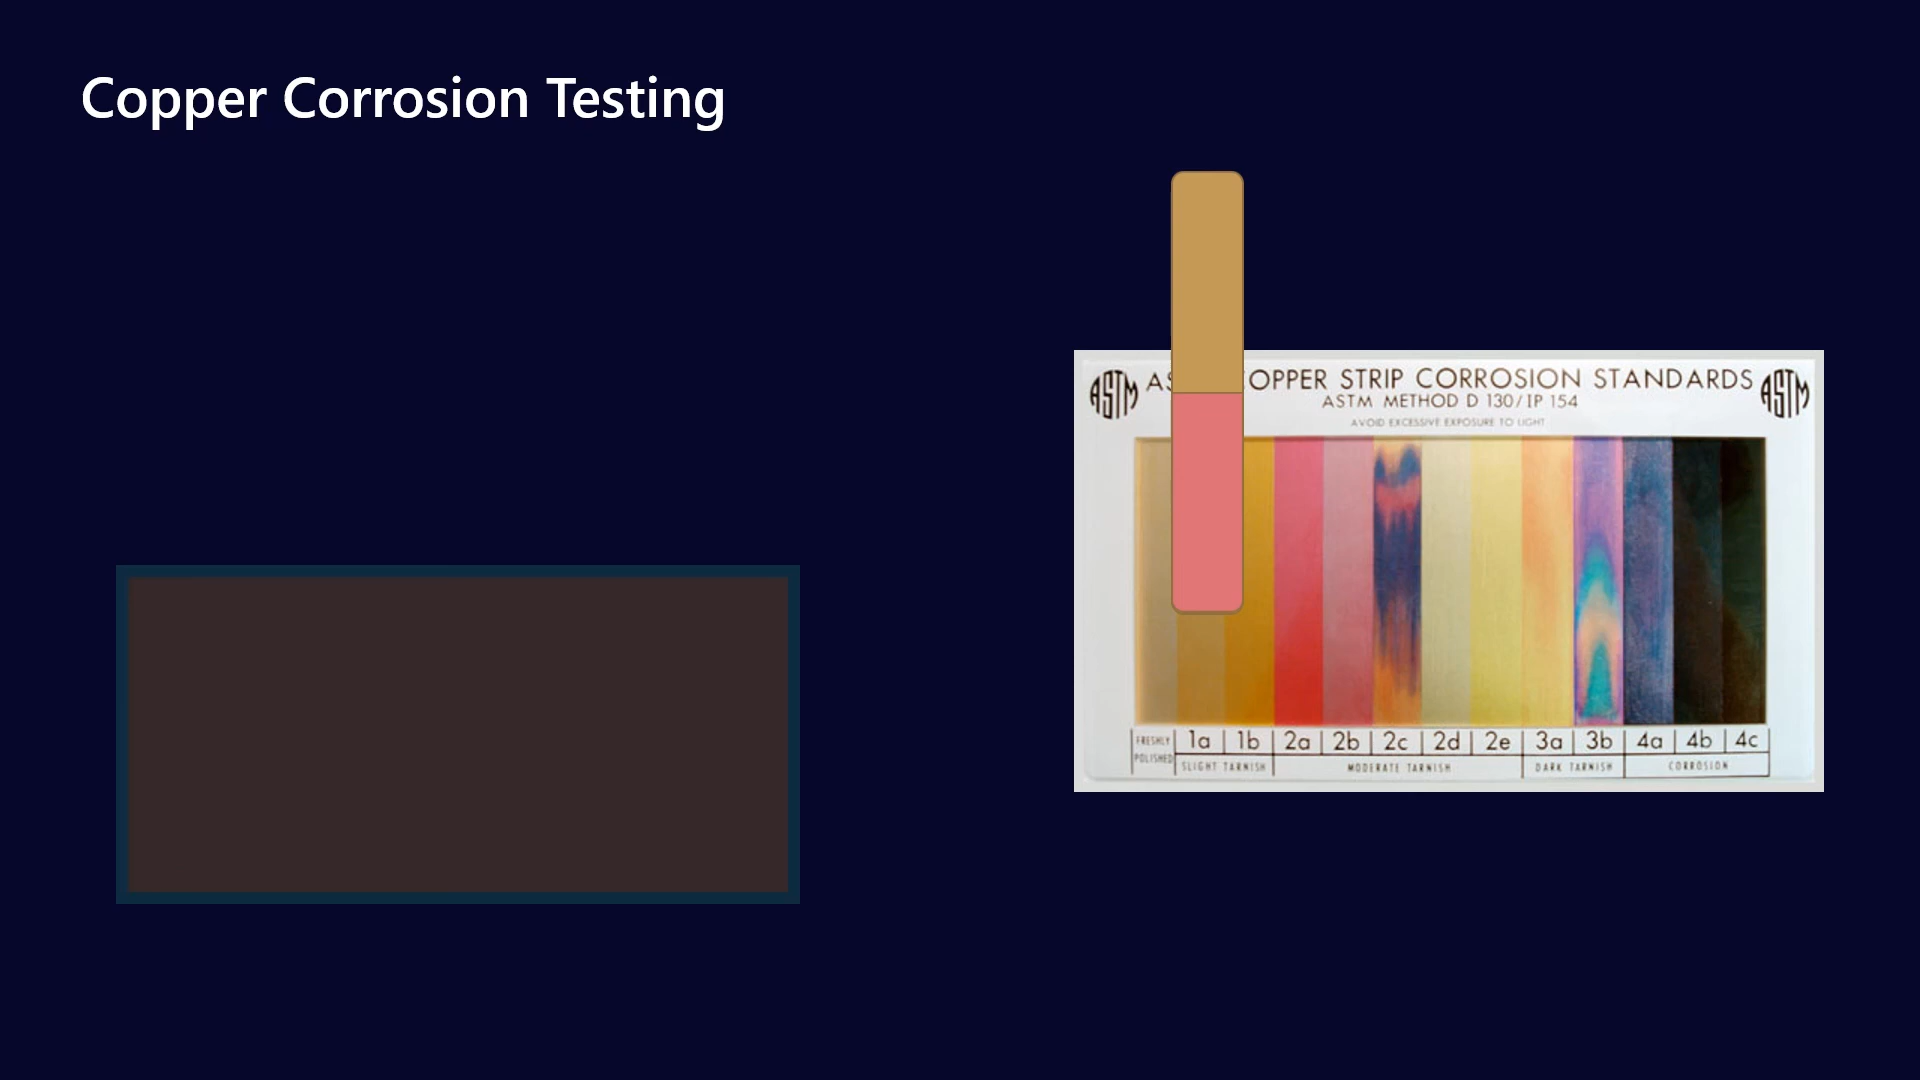 Copper Corrosion Testing
ASTM AS OPPER STRIP CORROSION STANDARDS ASTM
ASTM METHOD D 130/IP 154
AVOID EXCESSIVE EXPOSURE TO LIGHT
FRESHLY POLISHED 1a 1b 2a 2b 2c 2d 2e 3a 3b 4a 4b 4c
SLIGHT TARNISH MODERATE TARNISH DARK TARNISH CORROSION